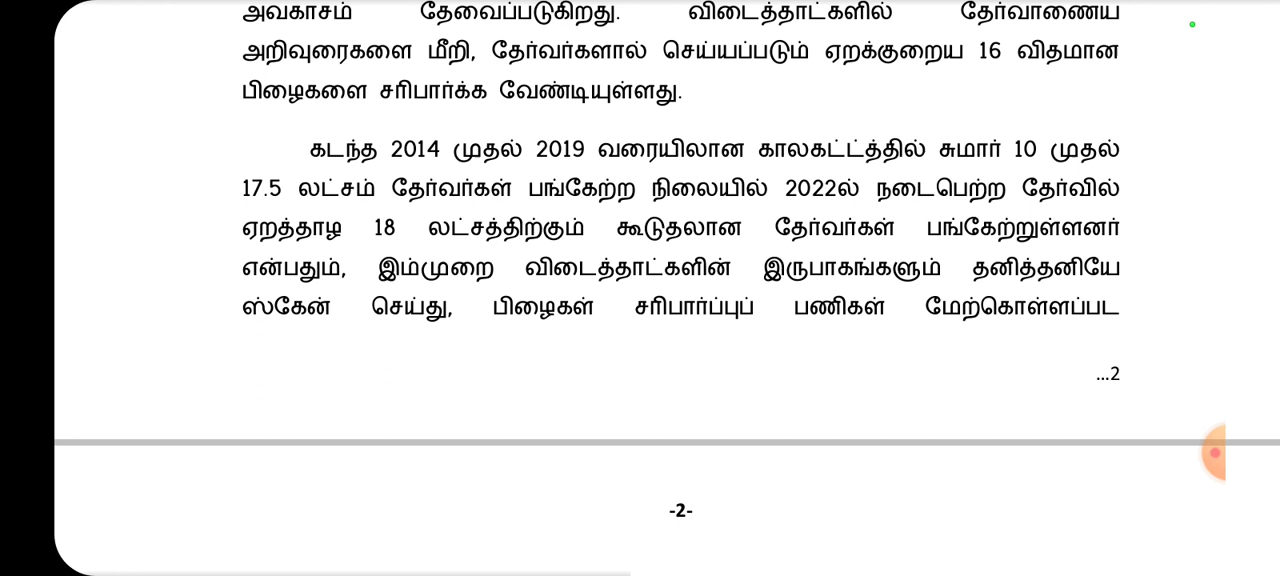 அவகாசம் தேவைப்படுகிறது. விடைத்தாட்களில் தேர்வாணைய
அறிவுரைகளை மீறி, தேர்வர்களால் செய்யப்படும் ஏறக்குறைய 16 விதமான
பிழைகளை சரிபார்க்க வேண்டியுள்ளது.
கடந்த 2014 முதல் 2019 வரையிலான காலகட்ட்த்தில் சுமார் 10 முதல்
17.5 லட்சம் தேர்வர்கள் பங்கேற்ற நிலையில் 2022ல் நடைபெற்ற தேர்வில்
ஏறத்தாழ 18 லட்சத்திற்கும் கூடுதலான தேர்வர்கள் பங்கேற்றுள்ளனர்
என்பதும், இம்முறை விடைத்தாட்களின் இருபாகங்களும் தனித்தனியே
ஸ்கேன் செய்து, பிழைகள் சரிபார்ப்புப் பணிகள் மேற்கொள்ளப்பட
...2
-2-